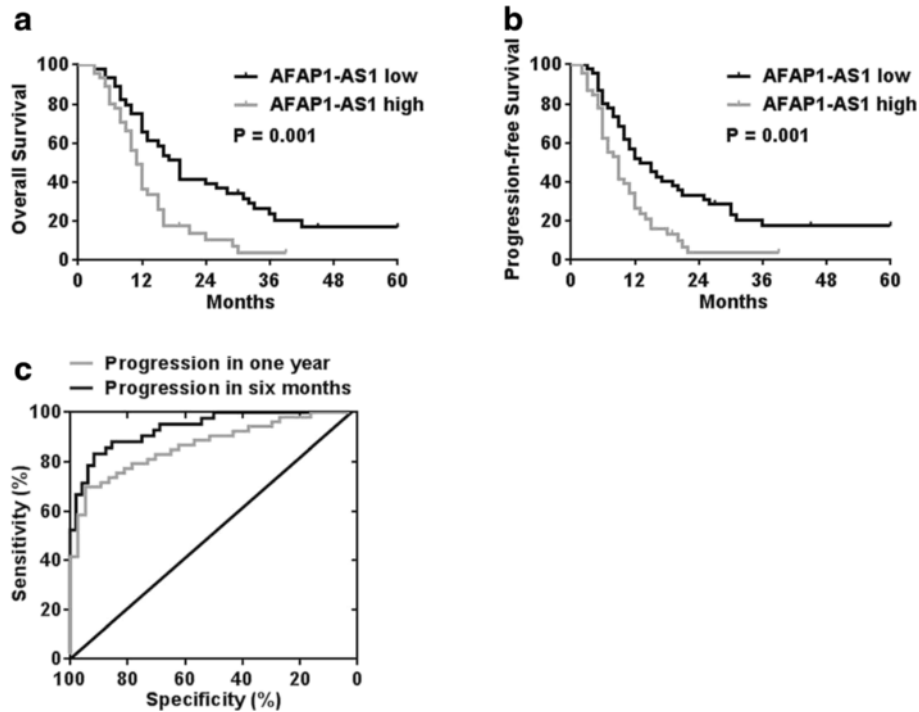 a
Overall Survival
100
80
60
40
20
0
AFAP1-AS1 low
AFAP1-AS1 high
P = 0.001
0 12 24 36 48 60
Months
b
Progression-free Survival
100
80
60
40
20
0
AFAP1-AS1 low
AFAP1-AS1 high
P = 0.001
0 12 24 36 48 60
Months
c
Progression in one year
Progression in six months
Sensitivity (%)
100
80
60
40
20
0
100 80 60 40 20 0
Specificity (%)